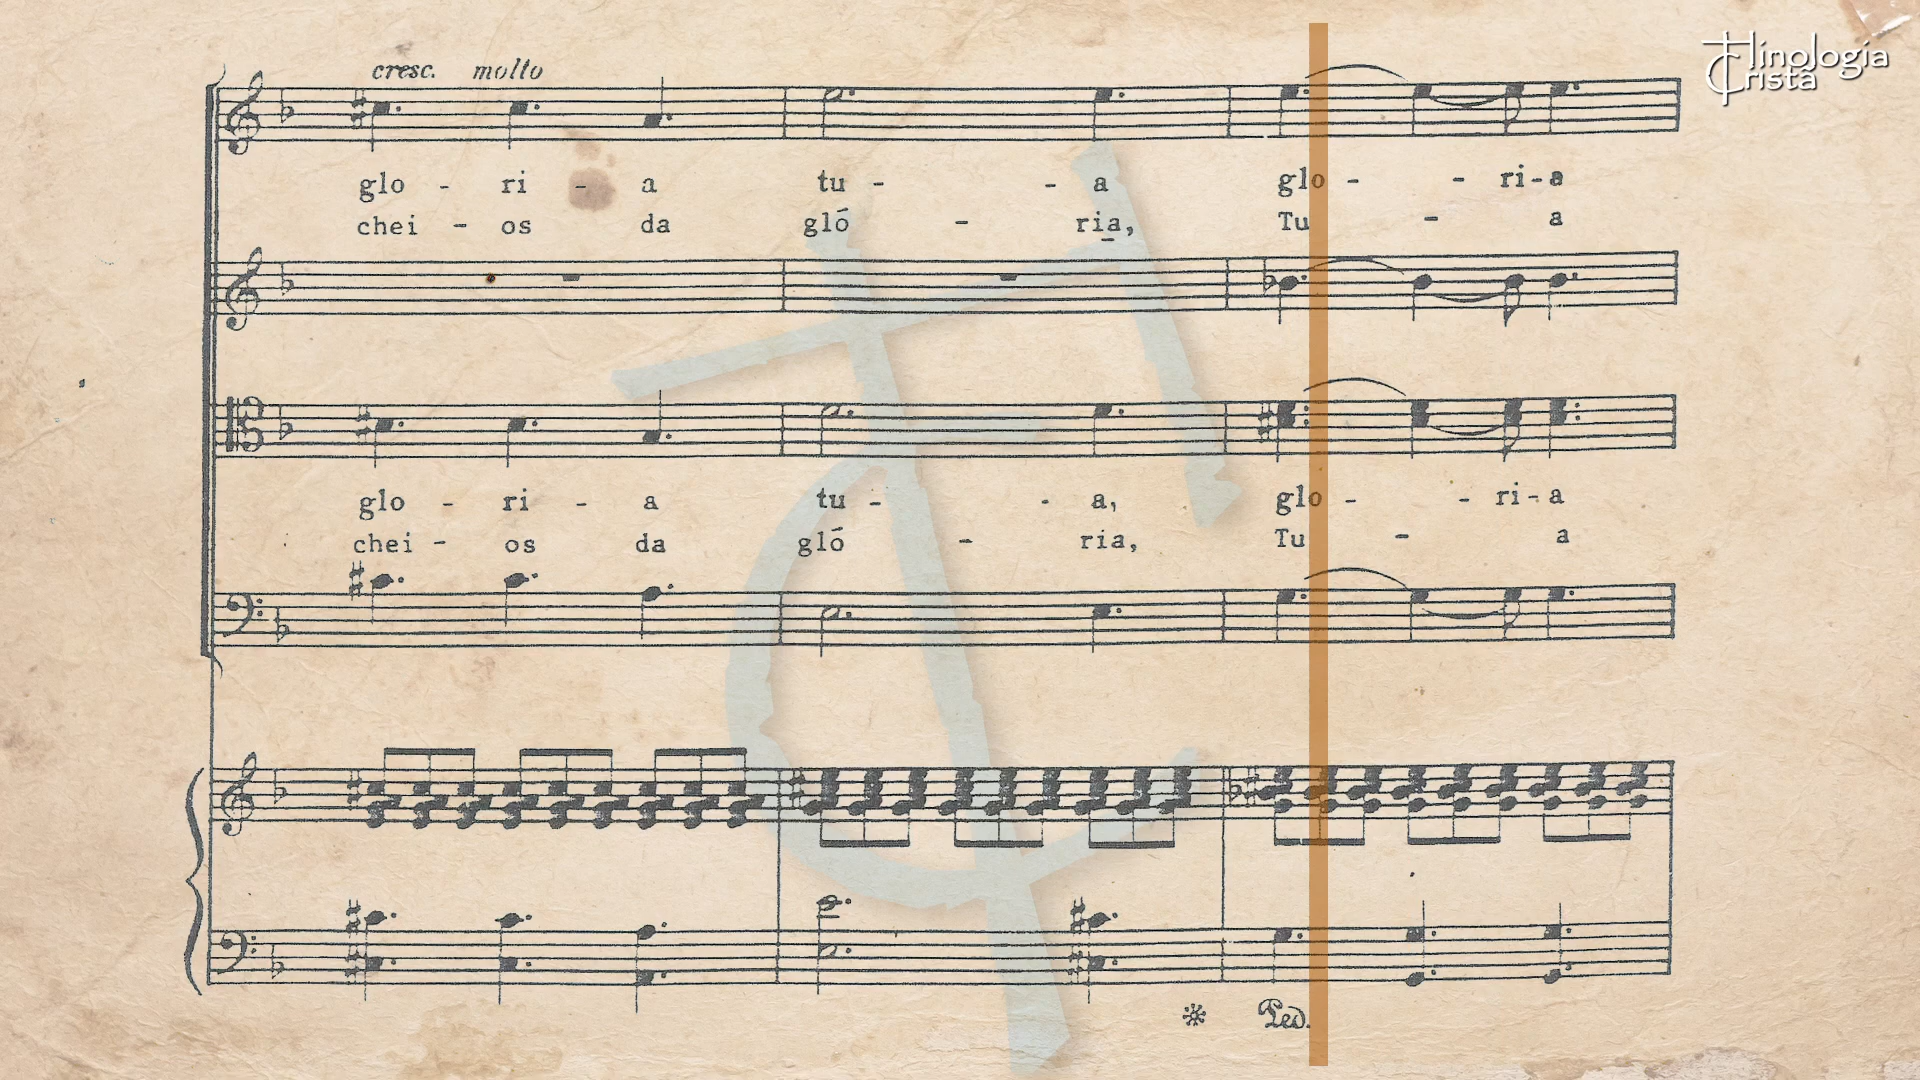 Hinologia
Cristã
cresc. molto
glo - ri - a tu - - a glo - - ri-a
chei - os da gló - ria, Tu - a
glo - ri - a tu - - a, glo - - ri-a
chei - os da gló - ria, Tu - a
Ped.